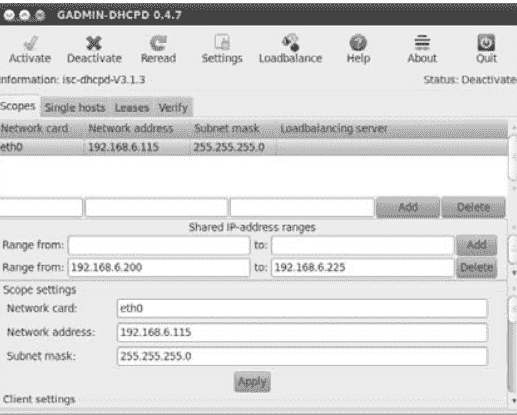 GADMIN-DHCPD 0.4.7
Activate Deactivate Reread Settings Loadbalance Help About Quit
nformation: isc-dhcpd-V3.1.3 Status: Deactivate
Scopes Single hosts Leases Verify
Network card Network address Subnet mask Loadbalancing server
eth0 192.168.6.115 255.255.255.0
Add Delete
Shared IP-address ranges
Range from: to: Add
Range from: 192.168.6.200 to: 192.168.6.225 Delete
Scope settings
Network card: eth0
Network address: 192.168.6.115
Subnet mask: 255.255.255.0
Apply
Client settings